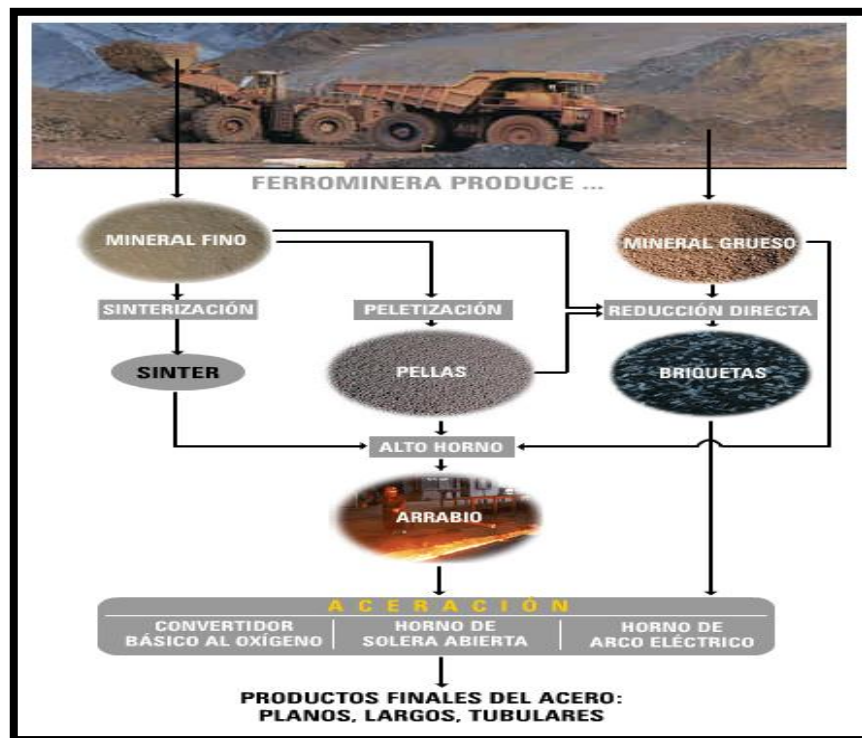 FERROMINERA PRODUCE ...
MINERAL FINO
MINERAL GRUESO
SINTERIZACIÓN
PELETIZACIÓN
REDUCCIÓN DIRECTA
SINTER
PELLAS
BRIQUETAS
ALTO HORNO
ARRABIO
ACERACIÓN
CONVERTIDOR
BÁSICO AL OXÍGENO
HORNO DE
SOLERA ABIERTA
HORNO DE
ARCO ELÉCTRICO
PRODUCTOS FINALES DEL ACERO:
PLANOS, LARGOS, TUBULARES